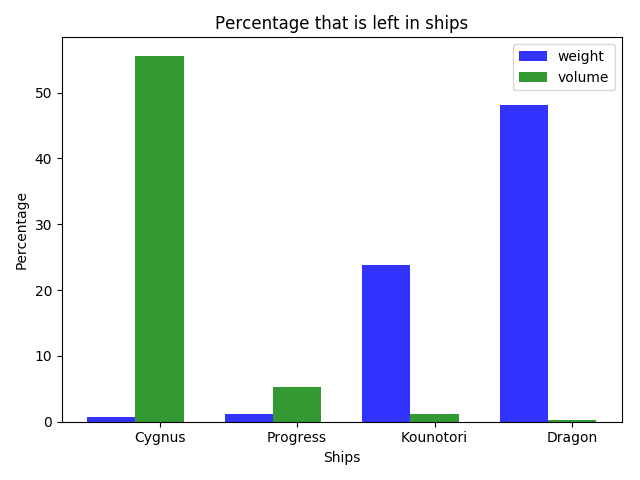 Percentage that is left in ships
weight
volume
Percentage
50
40
30
20
10
0
Cygnus Progress Kounotori Dragon
Ships